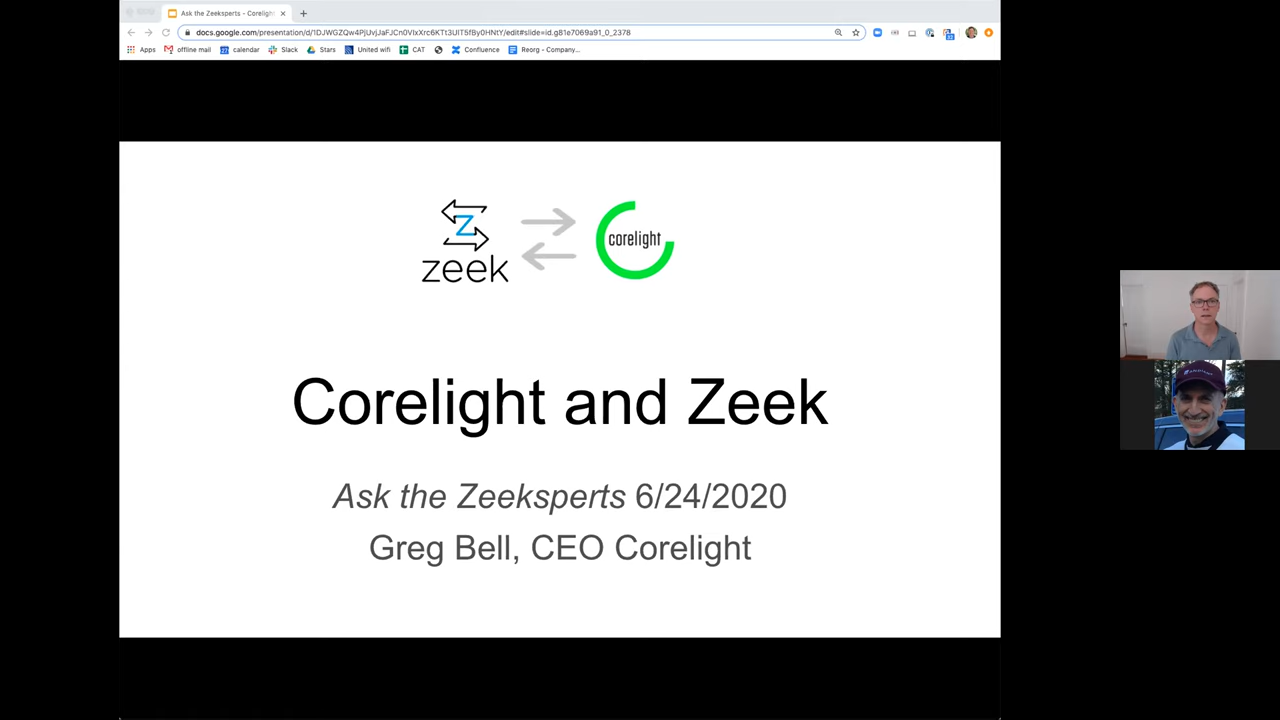 Ask the Zeeksperts - Corelight
docs.google.com/presentation/d/1DJWGZQw4PjUvjJaFJCn0VIxXrc6KTt3UIT5fBy0HNtY/edit#slide=id.g81e7069a91_0_2378
Apps offline mail calendar Slack Stars United wifi CAT Confluence Reorg - Company...
zeek
corelight
Corelight and Zeek
Ask the Zeeksperts 6/24/2020
Greg Bell, CEO Corelight